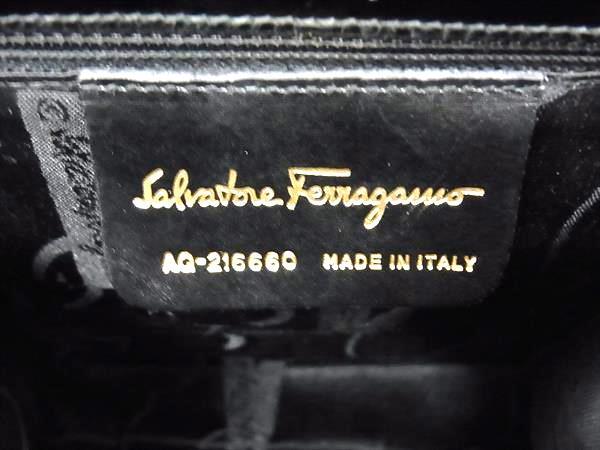 Salvatore Ferragamo
AQ-216660 MADE IN ITALY